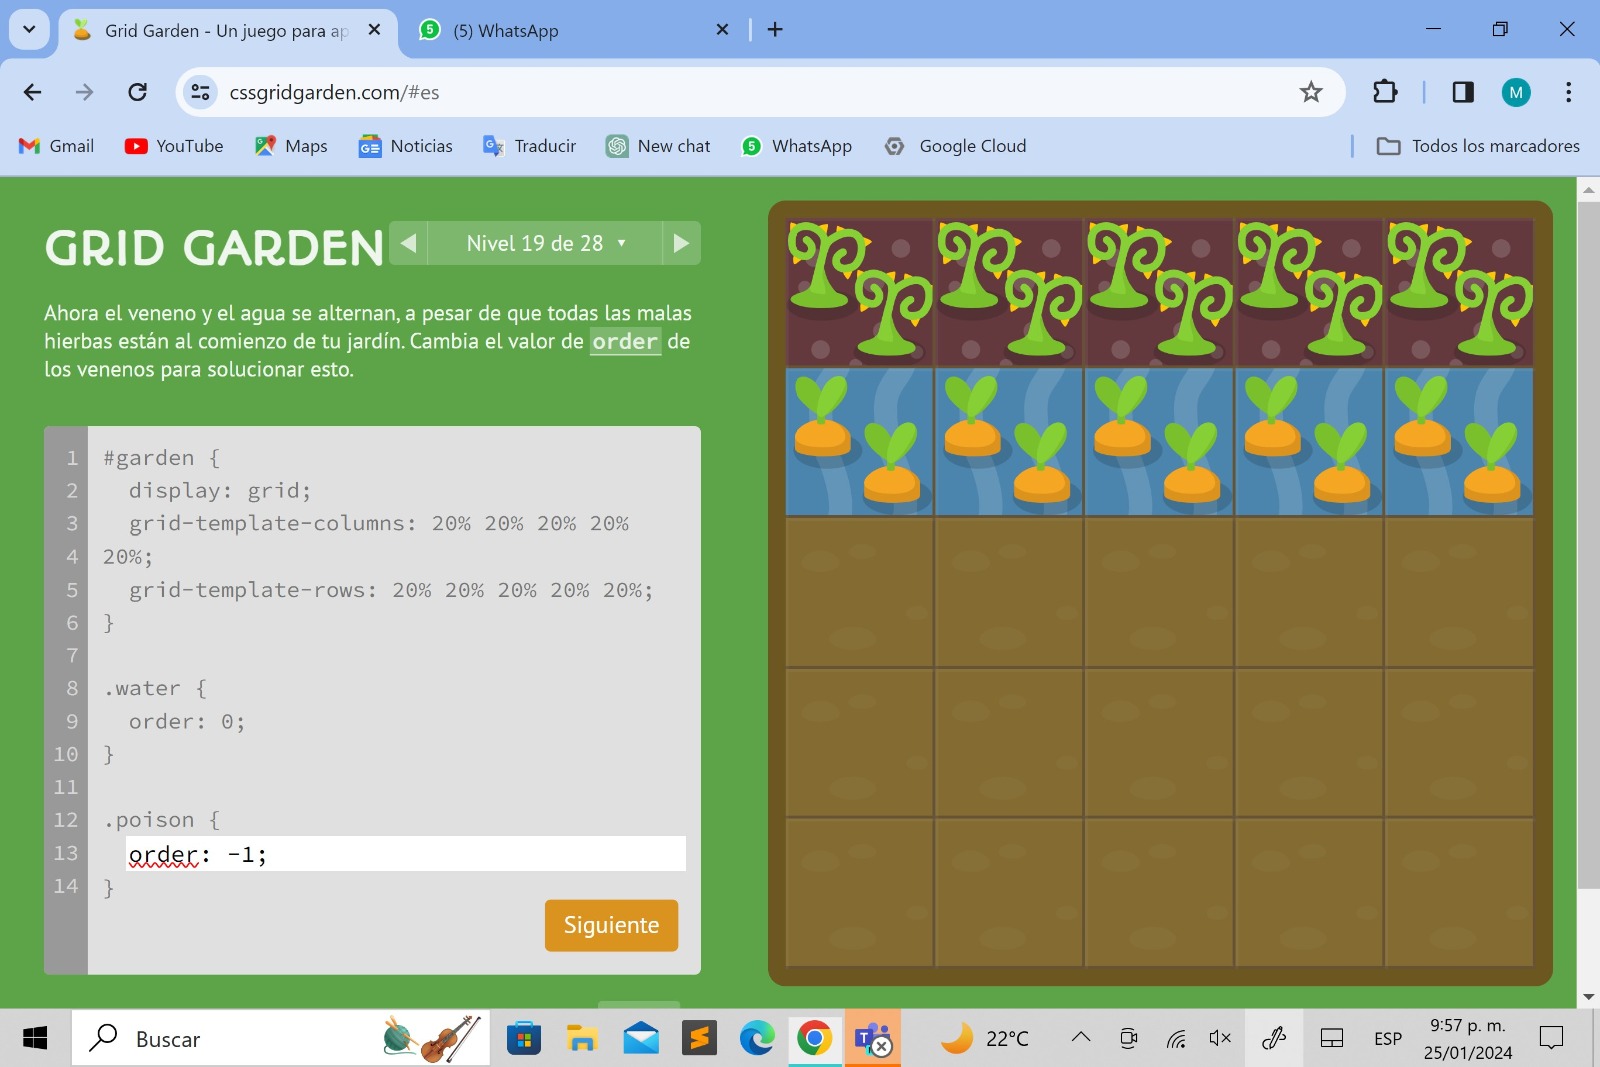 Grid Garden - Un juego para ap
(5) WhatsApp
cssgridgarden.com/#es
M
Gmail
YouTube
Maps
Noticias
Traducir
New chat
WhatsApp
Google Cloud
Todos los marcadores
GRID GARDEN
Nivel 19 de 28
Ahora el veneno y el agua se alternan, a pesar de que todas las malas
hierbas están al comienzo de tu jardín. Cambia el valor de order de
los venenos para solucionar esto.
1 #garden {
2 display: grid;
3 grid-template-columns: 20% 20% 20% 20%
4 20%;
5 grid-template-rows: 20% 20% 20% 20% 20%;
6 }
7
8 .water {
9 order: 0;
10 }
11
12 .poison {
13 order: -1;
14 }
Siguiente
Buscar
22°C
ESP
9:57 p. m.
25/01/2024